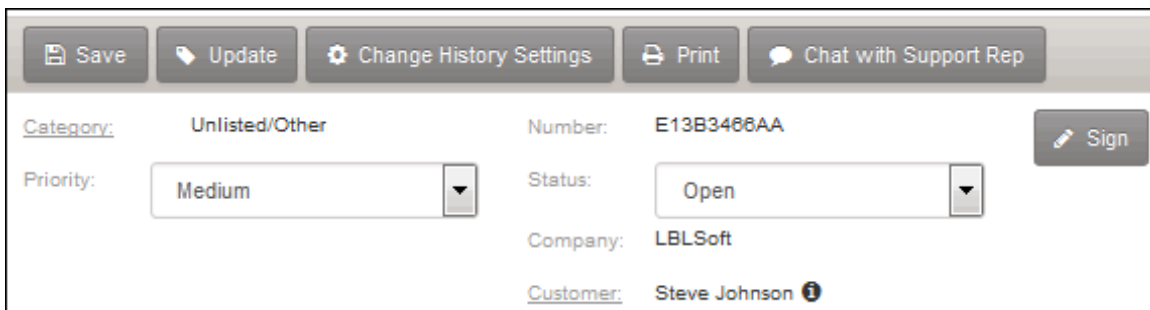 Save Update Change History Settings Print Chat with Support Rep
Category: Unlisted/Other Number: E13B3466AA Sign
Priority: Medium Status: Open
Company: LBLSoft
Customer: Steve Johnson